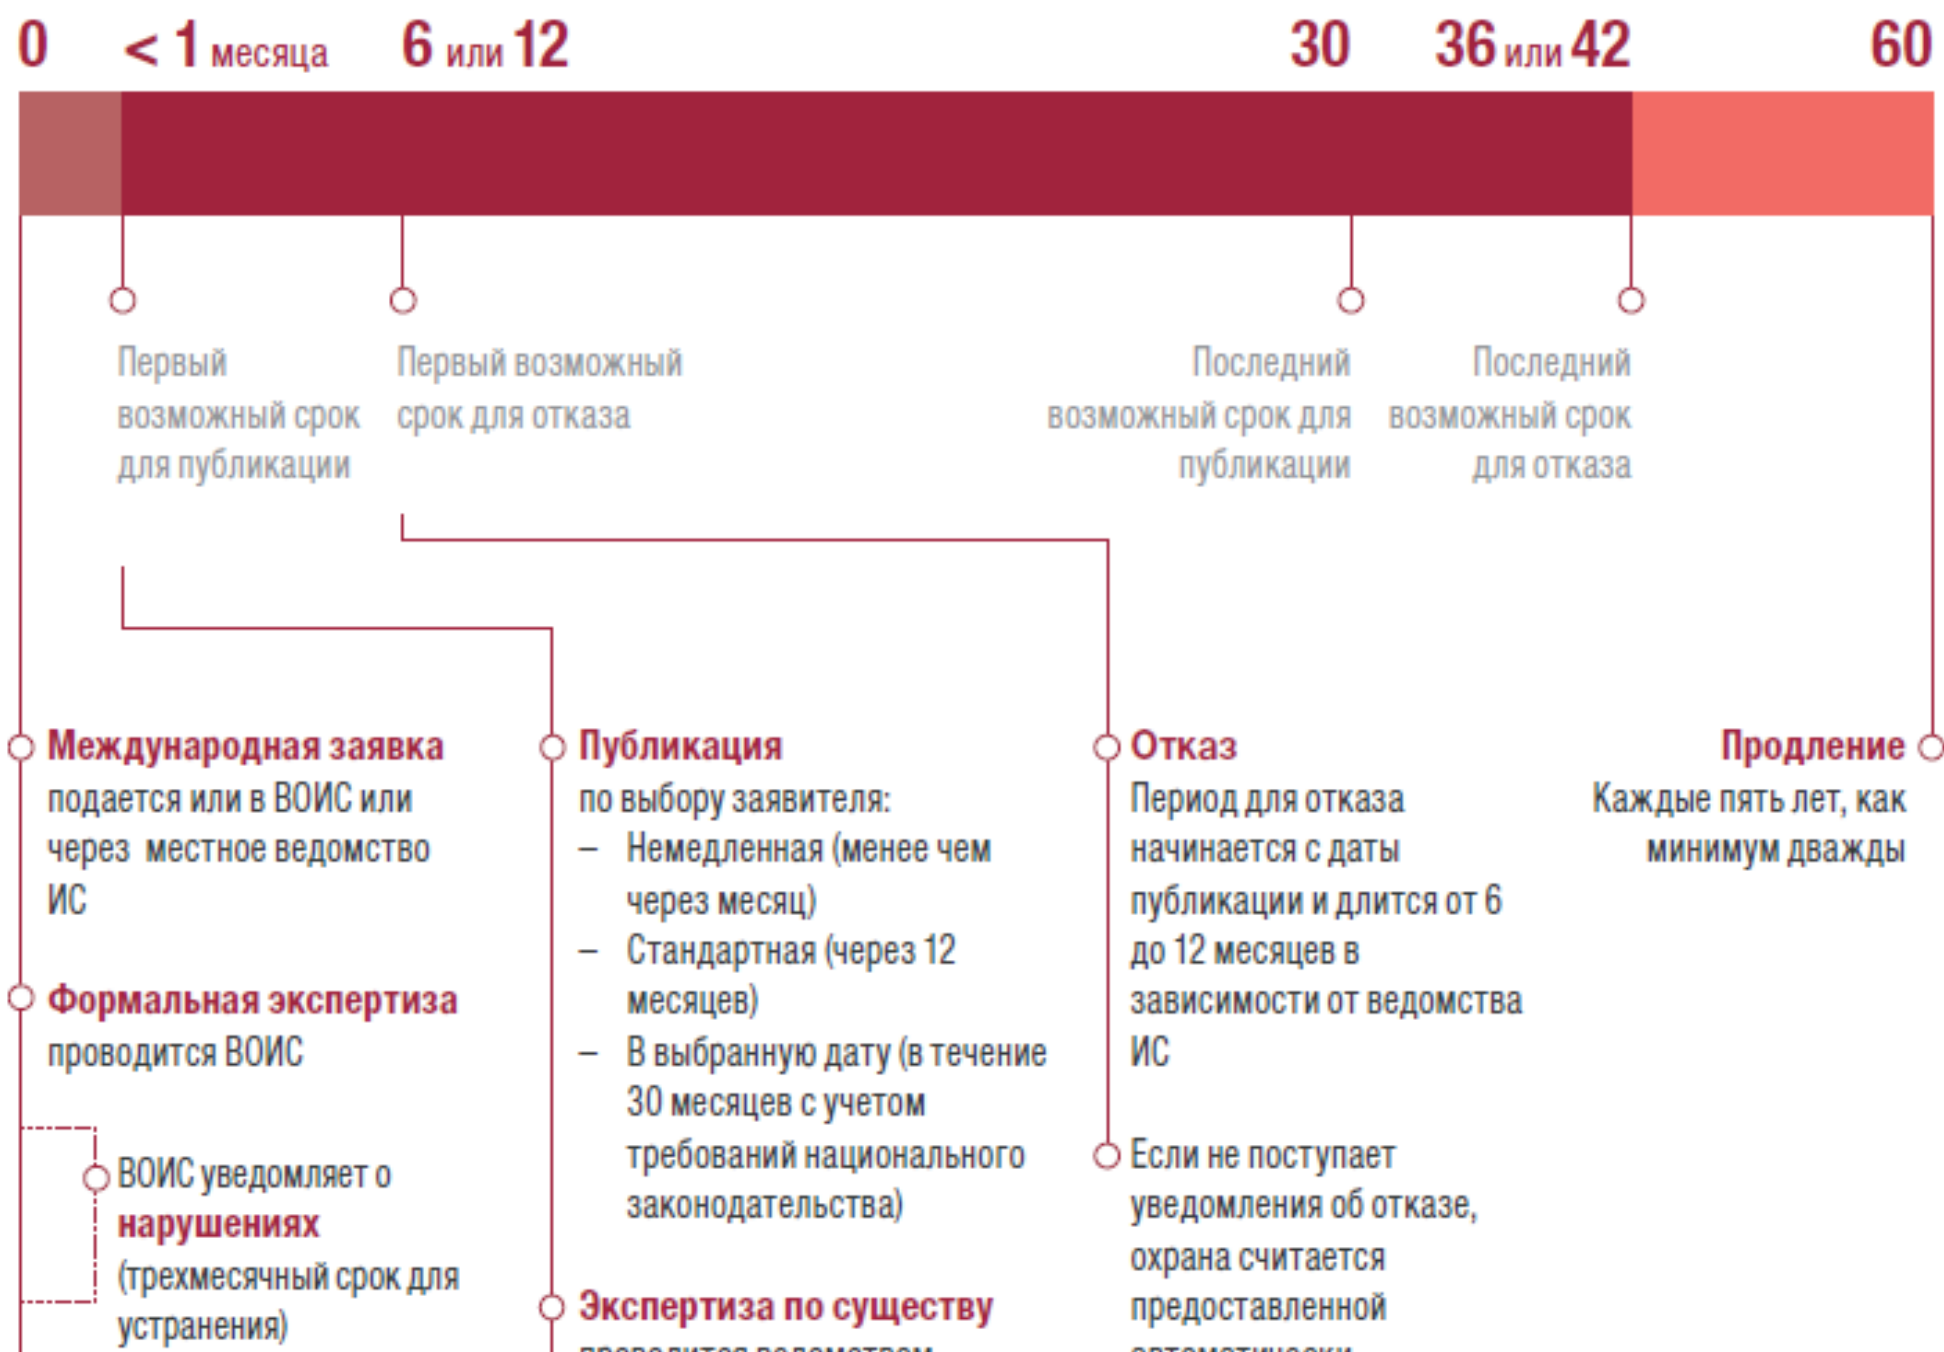 0 < 1 месяца 6 или 12 30 36 или 42 60
Первый
возможный срок
для публикации
Первый возможный
срок для отказа
Последний
возможный срок для
публикации
Последний
возможный срок
для отказа
Международная заявка
подается или в ВОИС или
через местное ведомство
ИС
Формальная экспертиза
проводится ВОИС
ВОИС уведомляет о
нарушениях
(трехмесячный срок для
устранения)
Публикация
по выбору заявителя:
– Немедленная (менее чем
через месяц)
– Стандартная (через 12
месяцев)
– В выбранную дату (в течение
30 месяцев с учетом
требований национального
законодательства)
Экспертиза по существу
проводится ведомством
Отказ
Период для отказа
начинается с даты
публикации и длится от 6
до 12 месяцев в
зависимости от ведомства
ИС
Если не поступает
уведомления об отказе,
охрана считается
предоставленной
автоматически
Продление
Каждые пять лет, как
минимум дважды